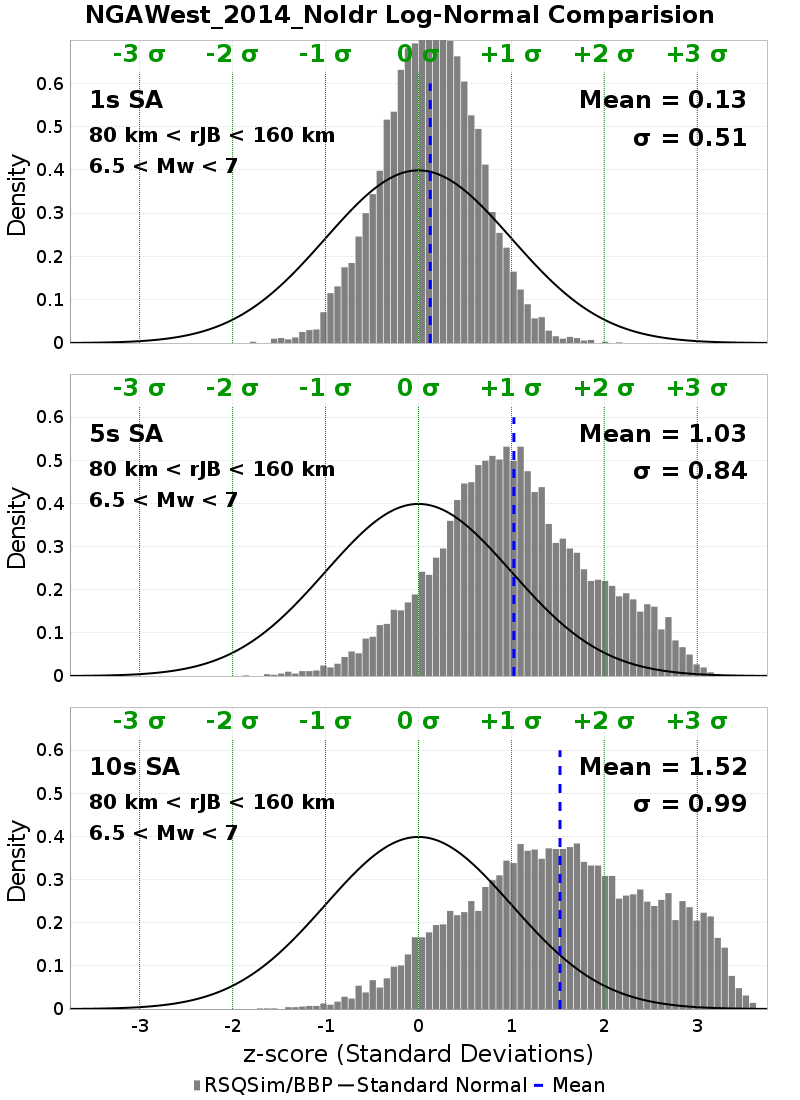 NGAWest_2014_NoIdr Log-Normal Comparision
-3 σ -2 σ -1 σ 0 σ +1 σ +2 σ +3 σ
1s SA
Mean = 0.13
80 km < rJB < 160 km
σ = 0.51
6.5 < Mw < 7
Density
0.6
0.5
0.4
0.3
0.2
0.1
0
-3 σ -2 σ -1 σ 0 σ +1 σ +2 σ +3 σ
5s SA
Mean = 1.03
80 km < rJB < 160 km
σ = 0.84
6.5 < Mw < 7
Density
0.6
0.5
0.4
0.3
0.2
0.1
0
-3 σ -2 σ -1 σ 0 σ +1 σ +2 σ +3 σ
10s SA
Mean = 1.52
80 km < rJB < 160 km
σ = 0.99
6.5 < Mw < 7
Density
0.6
0.5
0.4
0.3
0.2
0.1
0
-3 -2 -1 0 1 2 3
z-score (Standard Deviations)
RSQSim/BBP Standard Normal Mean